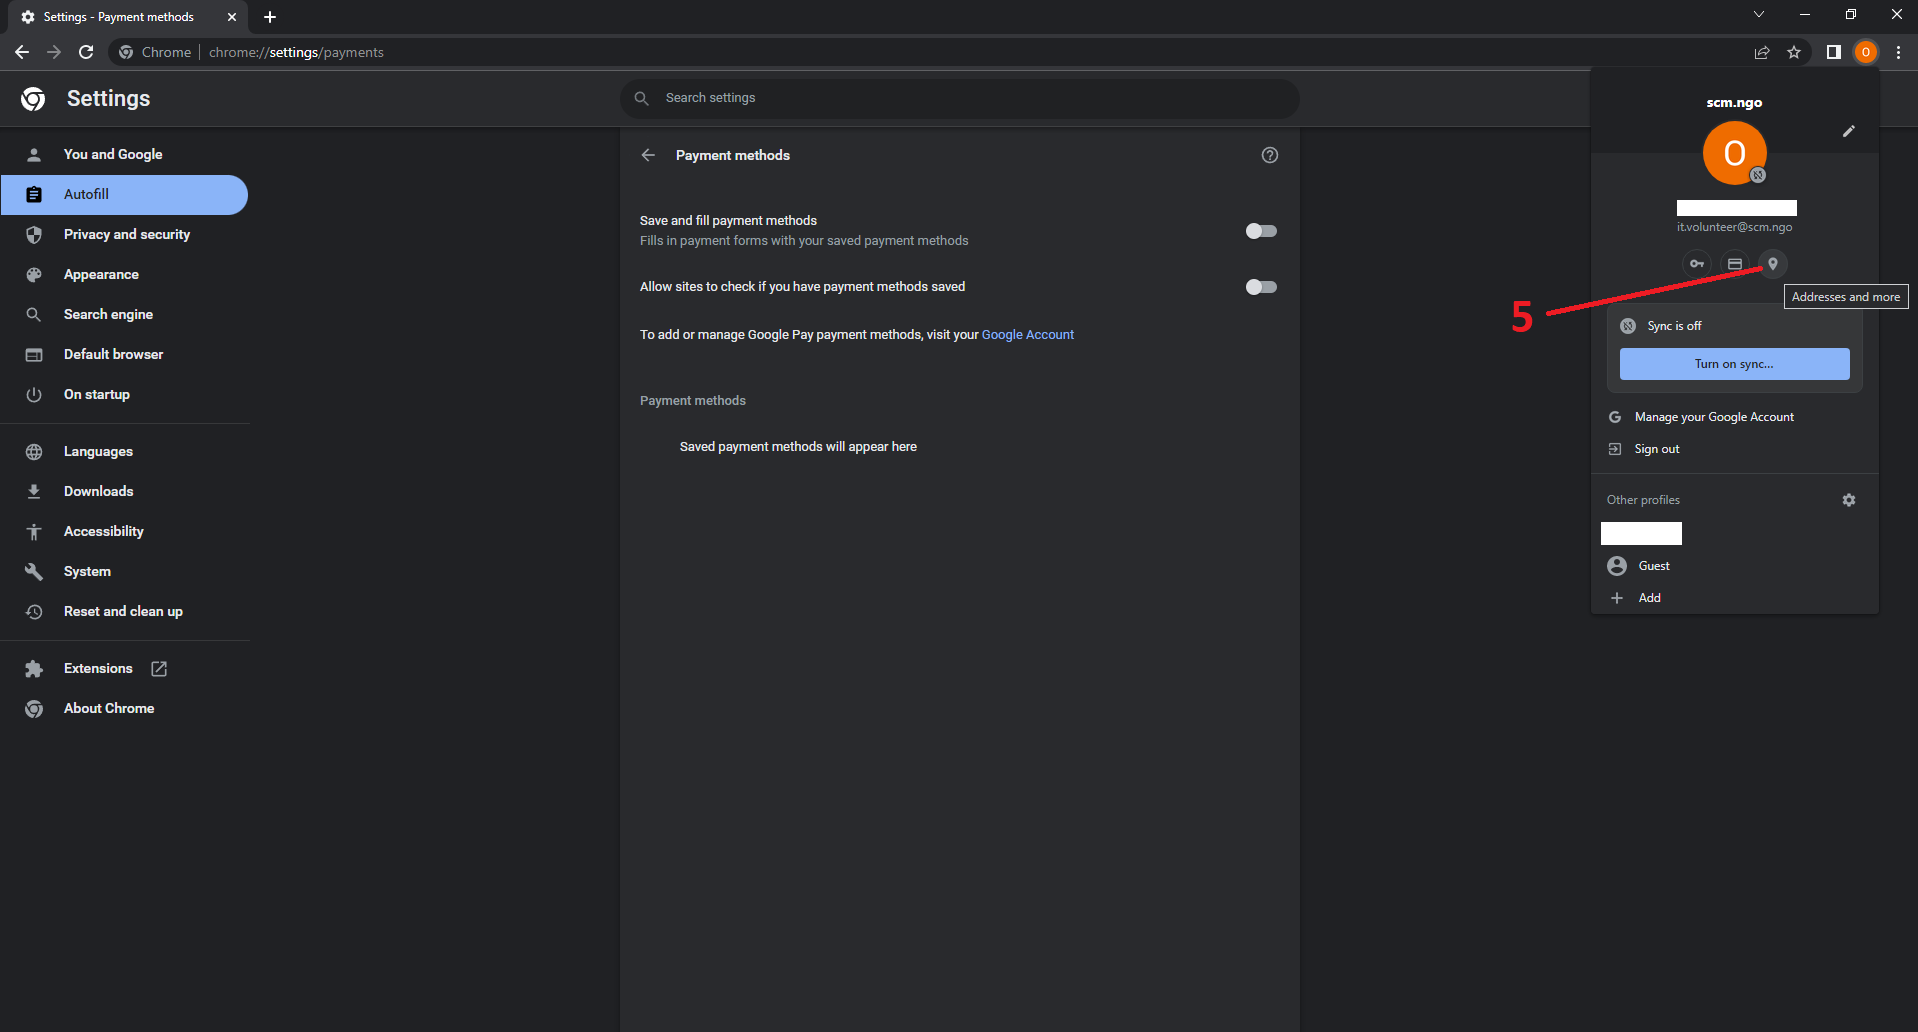 Settings - Payment methods
Chrome
chrome://settings/payments
O
Settings
Search settings
You and Google
Autofill
Privacy and security
Appearance
Search engine
Default browser
On startup
Languages
Downloads
Accessibility
System
Reset and clean up
Extensions
About Chrome
Payment methods
Save and fill payment methods
Fills in payment forms with your saved payment methods
Allow sites to check if you have payment methods saved
To add or manage Google Pay payment methods, visit your Google Account
Payment methods
Saved payment methods will appear here
scm.ngo
O
it.volunteer@scm.ngo
5
Addresses and more
Sync is off
Turn on sync...
Manage your Google Account
Sign out
Other profiles
Guest
Add